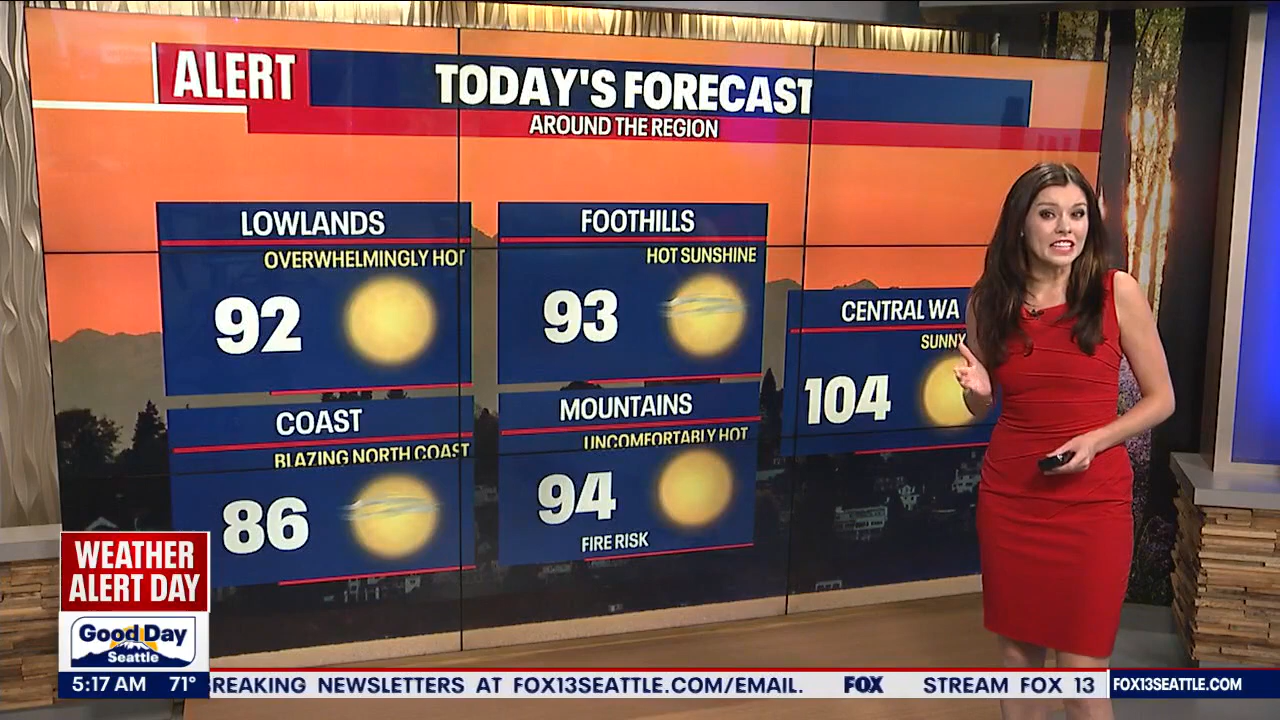 ALERT
TODAY'S FORECAST
AROUND THE REGION
LOWLANDS
OVERWHELMINGLY HOT
92
FOOTHILLS
HOT SUNSHINE
93
CENTRAL WA
SUNNY
104
COAST
BLAZING NORTH COAST
86
MOUNTAINS
UNCOMFORTABLY HOT
94
FIRE RISK
WEATHER
ALERT DAY
Good Day
Seattle
5:17 AM 71° BREAKING NEWSLETTERS AT FOX13SEATTLE.COM/EMAIL. FOX STREAM FOX 13 FOX13SEATTLE.COM